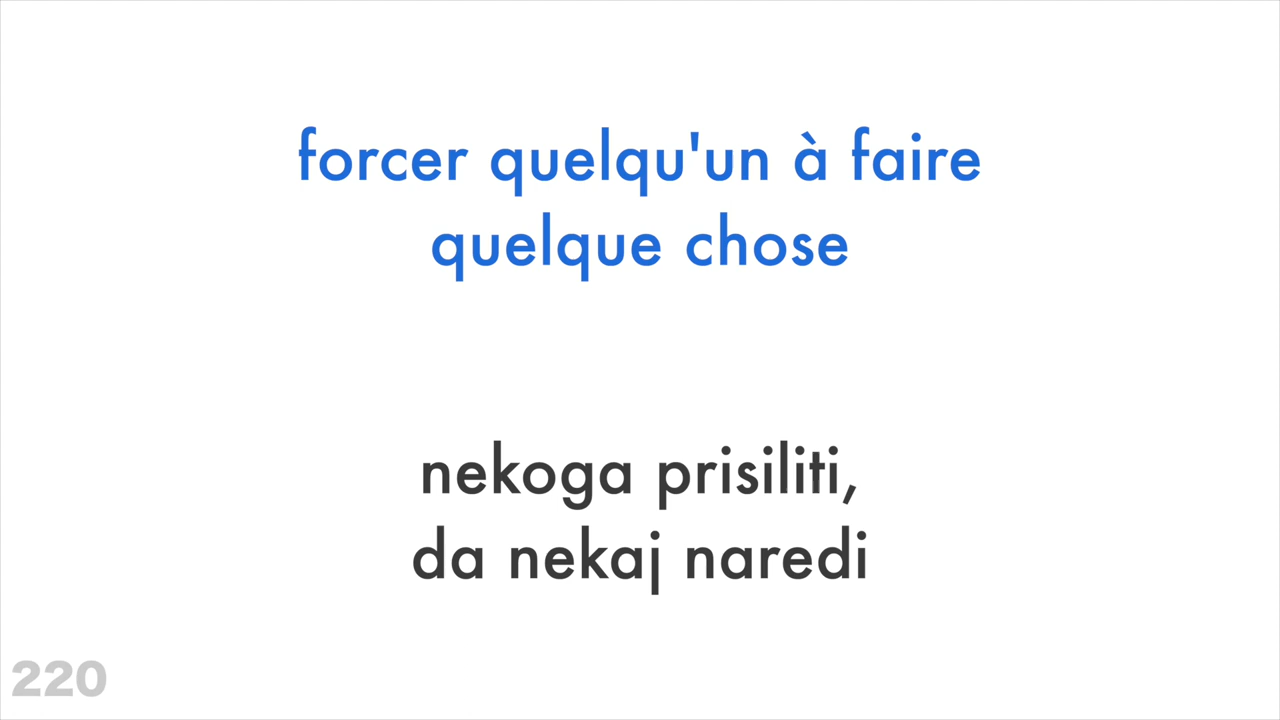 forcer quelqu'un à faire
quelque chose
nekoga prisiliti,
da nekaj naredi
220